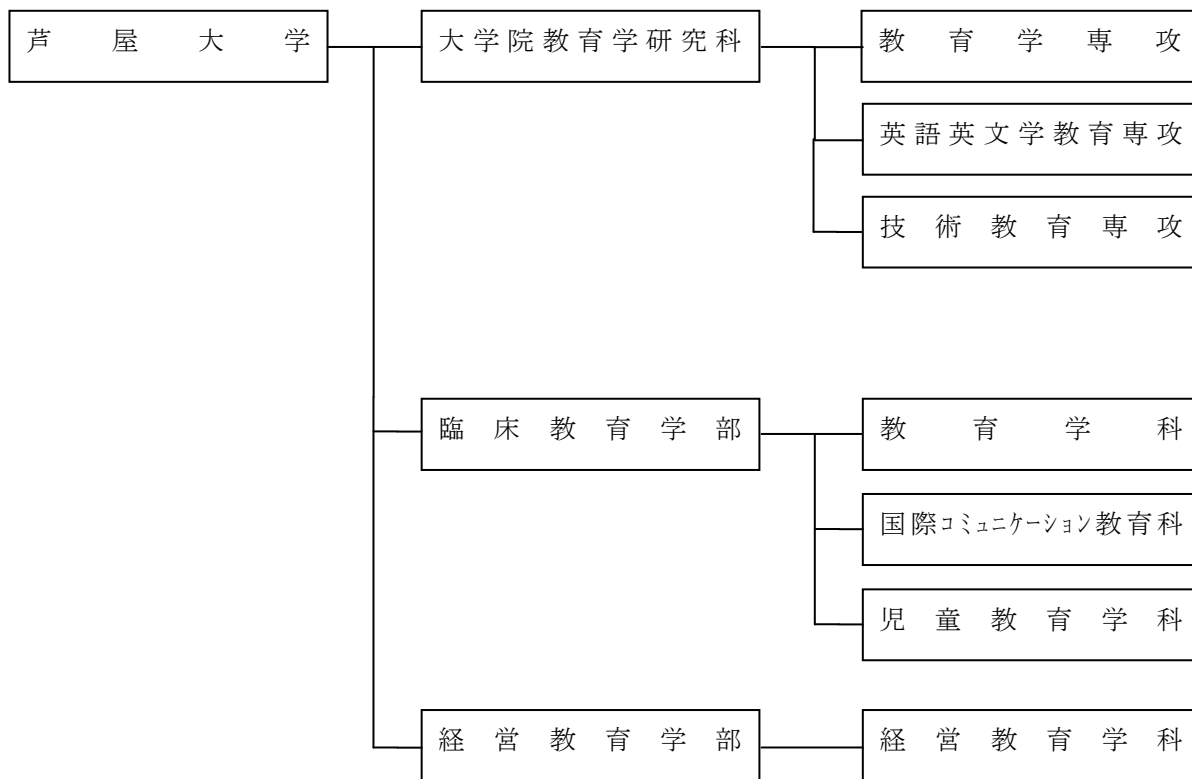 芦屋大学
大学院教育学研究科
教育学専攻
英語英文学教育専攻
技術教育専攻
臨床教育学部
教育学科
国際コミュニケーション教育科
児童教育学科
経営教育学部
経営教育学科